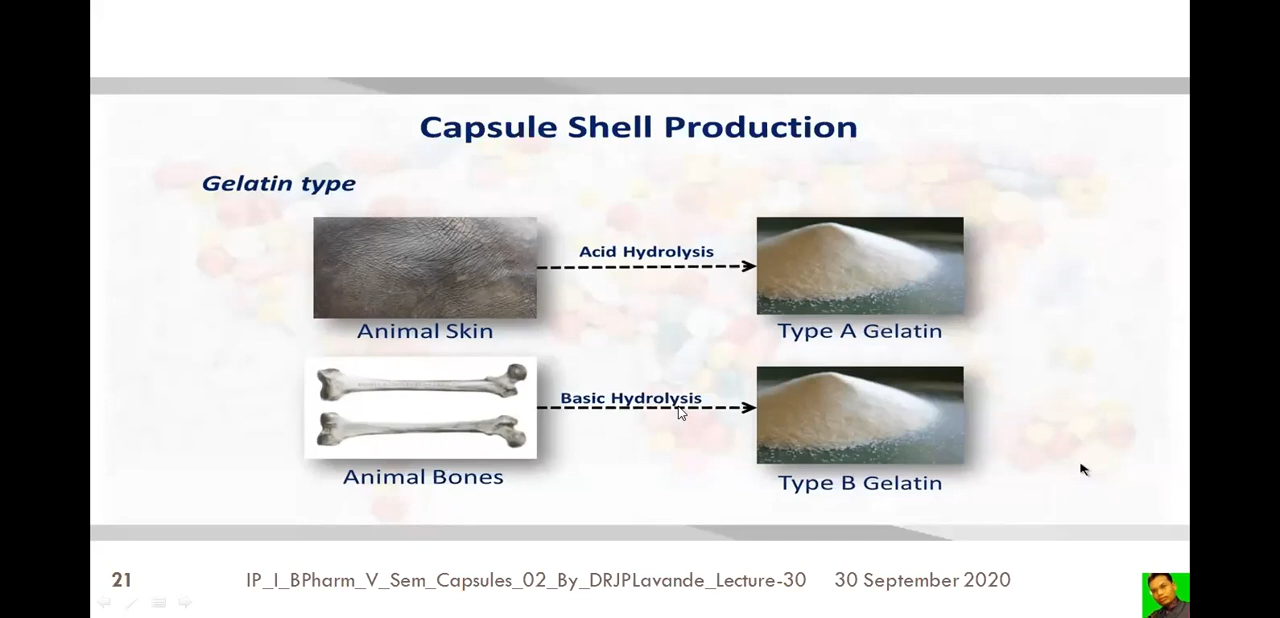 Capsule Shell Production
Gelatin type
Acid Hydrolysis
Animal Skin
Type A Gelatin
Basic Hydrolysis
Animal Bones
Type B Gelatin
21
IP_I_BPharm_V_Sem_Capsules_02_By_DRJPLavande_Lecture-30
30 September 2020